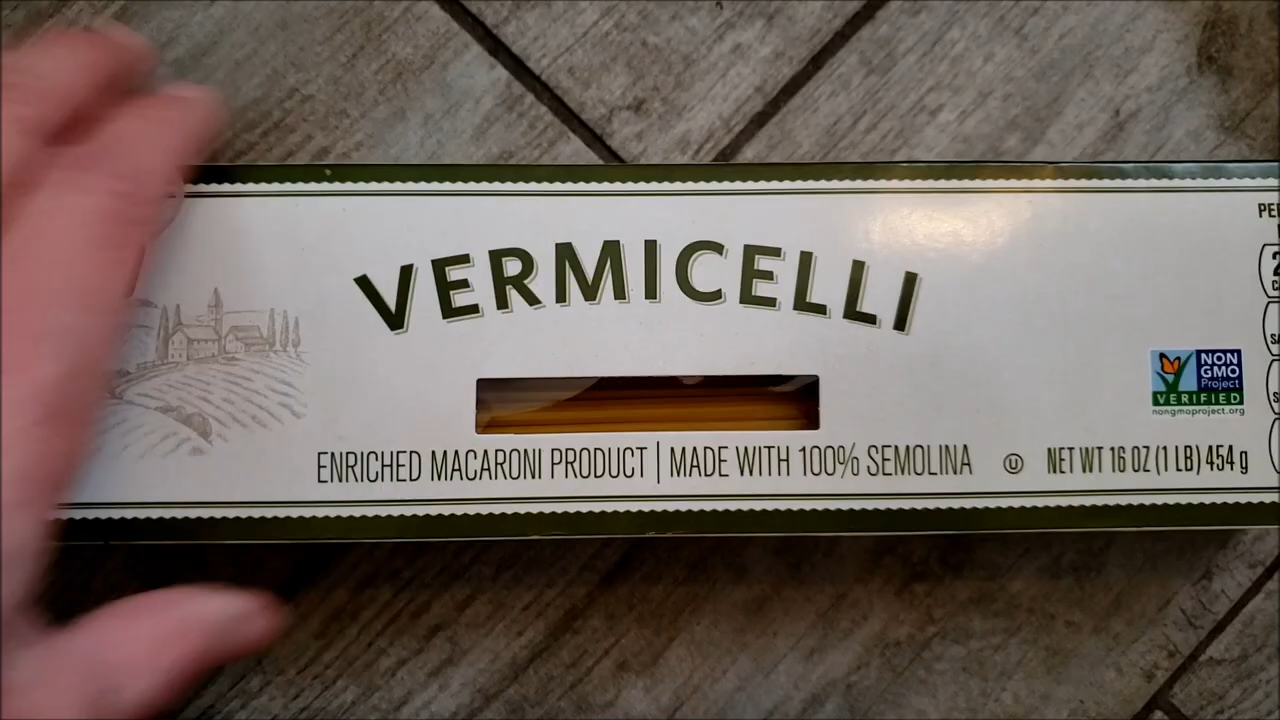 VERMICELLI
ENRICHED MACARONI PRODUCT | MADE WITH 100% SEMOLINA
U
NET WT 16 OZ (1 LB) 454 g
NON
GMO
Project
VERIFIED
nongmoproject.org